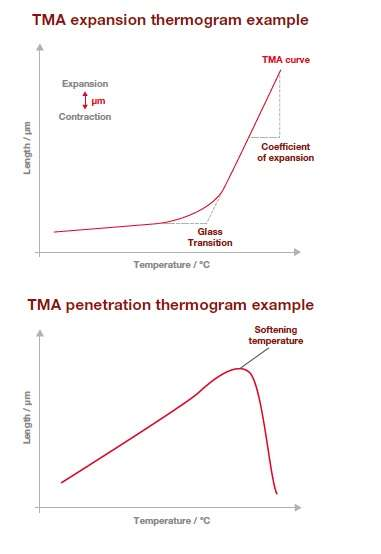 TMA expansion thermogram example
TMA curve
Expansion
µm
Contraction
Coefficient
of expansion
Length / µm
Glass
Transition
Temperature / °C
TMA penetration thermogram example
Softening
temperature
Length / µm
Temperature / °C